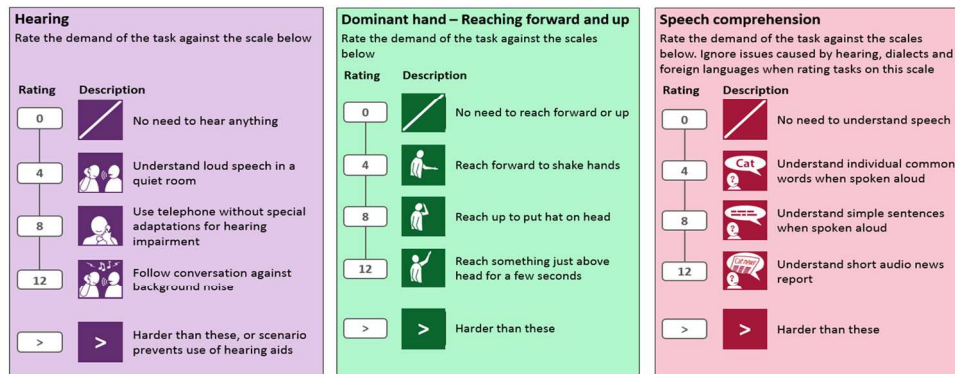 Hearing
Rate the demand of the task against the scale below
Rating Description
0 No need to hear anything
4 Understand loud speech in a
quiet room
8 Use telephone without special
adaptations for hearing
impairment
12 Follow conversation against
background noise
> > Harder than these, or scenario
prevents use of hearing aids
Dominant hand – Reaching forward and up
Rate the demand of the task against the scales
below
Rating Description
0 No need to reach forward or up
4 Reach forward to shake hands
8 Reach up to put hat on head
12 Reach something just above
head for a few seconds
> > Harder than these
Speech comprehension
Rate the demand of the task against the scales
below. Ignore issues caused by hearing, dialects and
foreign languages when rating tasks on this scale
Rating Description
0 No need to understand speech
4 Cat ? Understand individual common
words when spoken aloud
8 ? Understand simple sentences
when spoken aloud
12 Cat news ? Understand short audio news
report
> > Harder than these